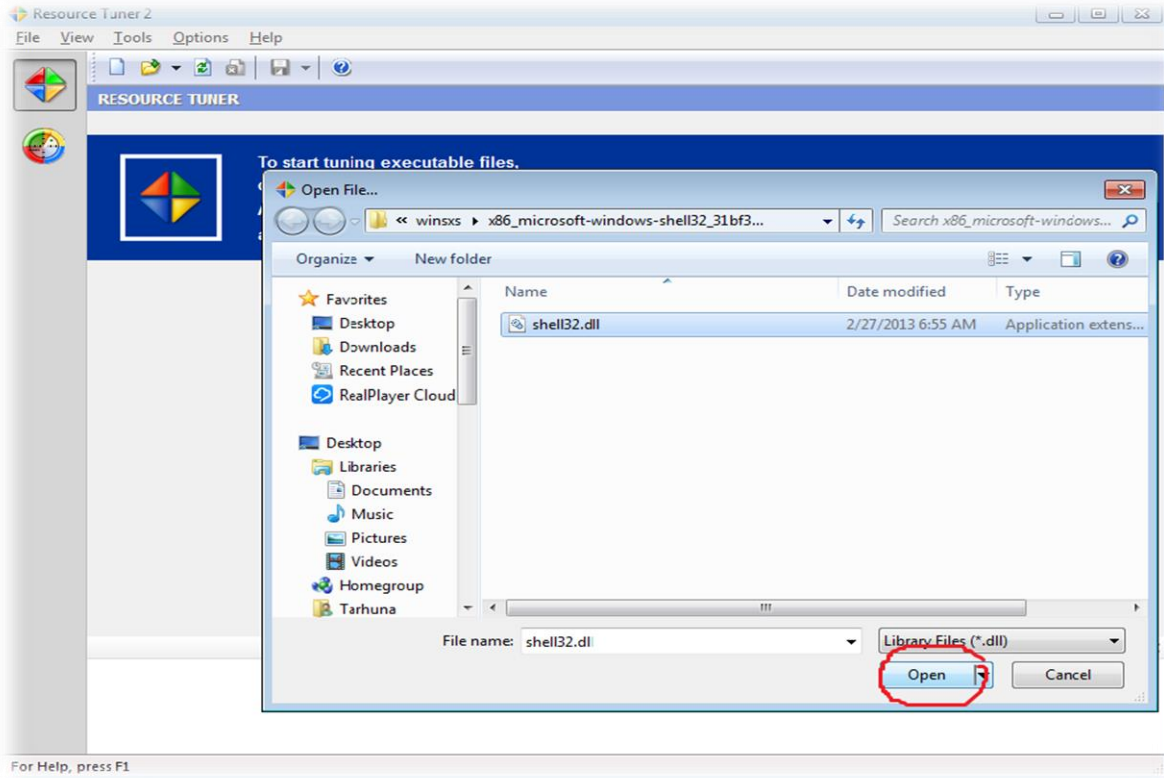 Resource Tuner 2
File View Tools Options Help
RESOURCE TUNER
To start tuning executable files,
Open File...
« winsxs ▸ x86_microsoft-windows-shell32_31bf3...
Search x86_microsoft-windows...
Organize New folder
Name Date modified Type
Favorites
shell32.dll 2/27/2013 6:55 AM Application extens...
Desktop
Downloads
Recent Places
RealPlayer Cloud
Desktop
Libraries
Documents
Music
Pictures
Videos
Homegroup
Tarhuna
File name: shell32.dll
Library Files (*.dll)
Open Cancel
For Help, press F1